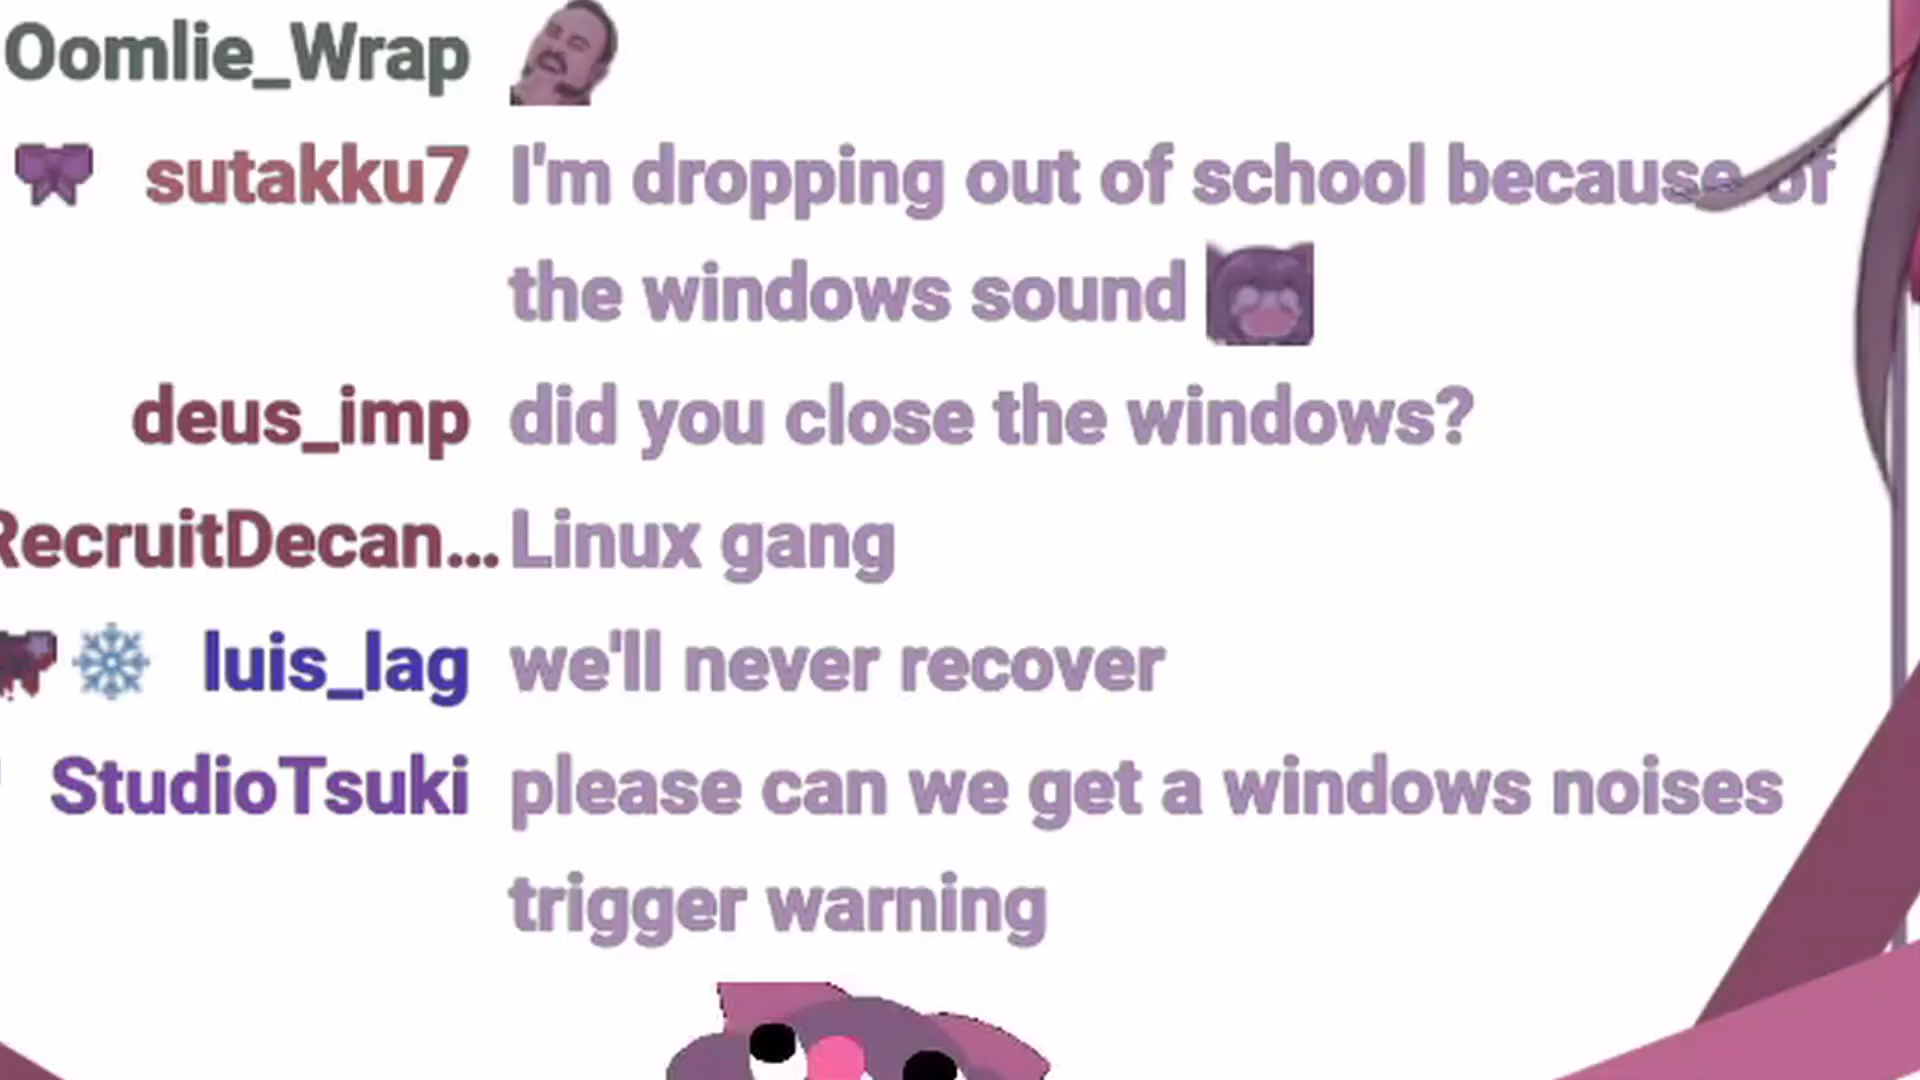 Oomlie_Wrap
sutakku7 I'm dropping out of school because of
the windows sound
deus_imp did you close the windows?
RecruitDecan... Linux gang
luis_lag we'll never recover
StudioTsuki please can we get a windows noises
trigger warning